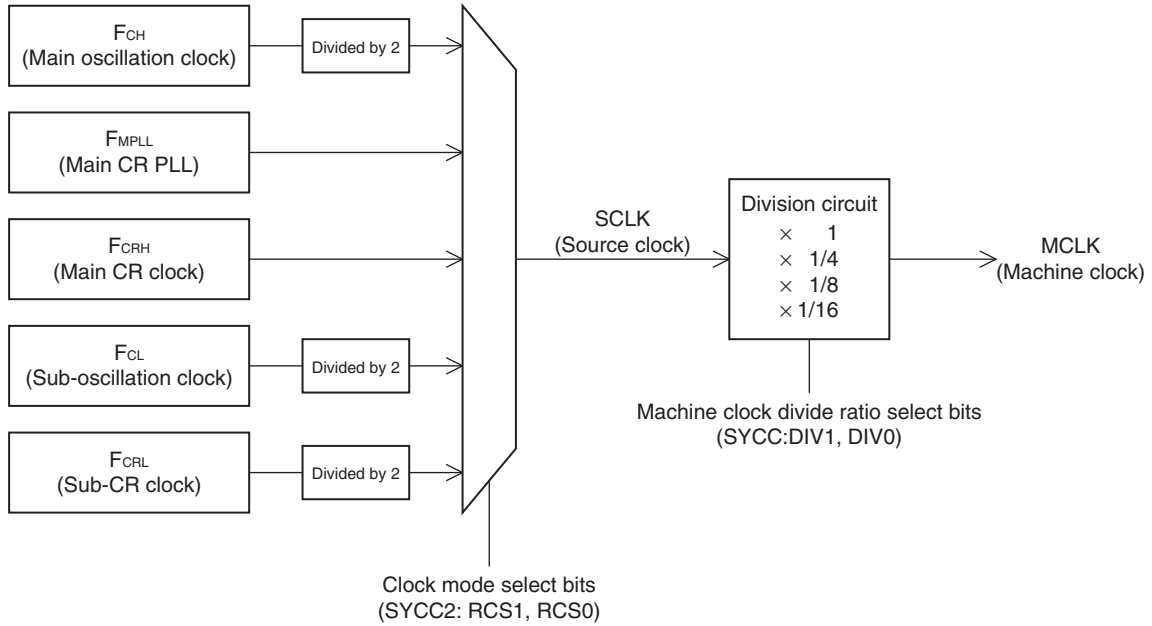 FCH
(Main oscillation clock)
Divided by 2
FMPLL
(Main CR PLL)
FCRH
(Main CR clock)
FCL
(Sub-oscillation clock)
Divided by 2
FCRL
(Sub-CR clock)
Divided by 2
Clock mode select bits
(SYCC2: RCS1, RCS0)
SCLK
(Source clock)
Division circuit
× 1
× 1/4
× 1/8
× 1/16
Machine clock divide ratio select bits
(SYCC:DIV1, DIV0)
MCLK
(Machine clock)